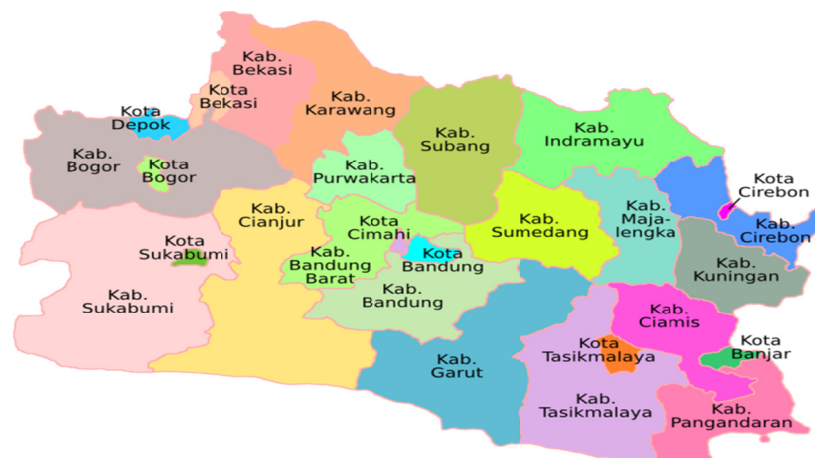 Kab.
Bekasi
Kota
Bekasi
Kab.
Karawang
Kota
Depok
Kab.
Subang
Kab.
Indramayu
Kab.
Bogor
Kota
Bogor
Kab.
Purwakarta
Kota
Cirebon
Kab.
Cirebon
Kab.
Cianjur
Kota
Cimahi
Kab.
Sumedang
Kab.
Maja-
lengka
Kota
Sukabumi
Kab.
Bandung
Barat
Kota
Bandung
Kab.
Kuningan
Kab.
Sukabumi
Kab.
Bandung
Kab.
Ciamis
Kota
Banjar
Kab.
Garut
Kota
Tasikmalaya
Kab.
Tasikmalaya
Kab.
Pangandaran